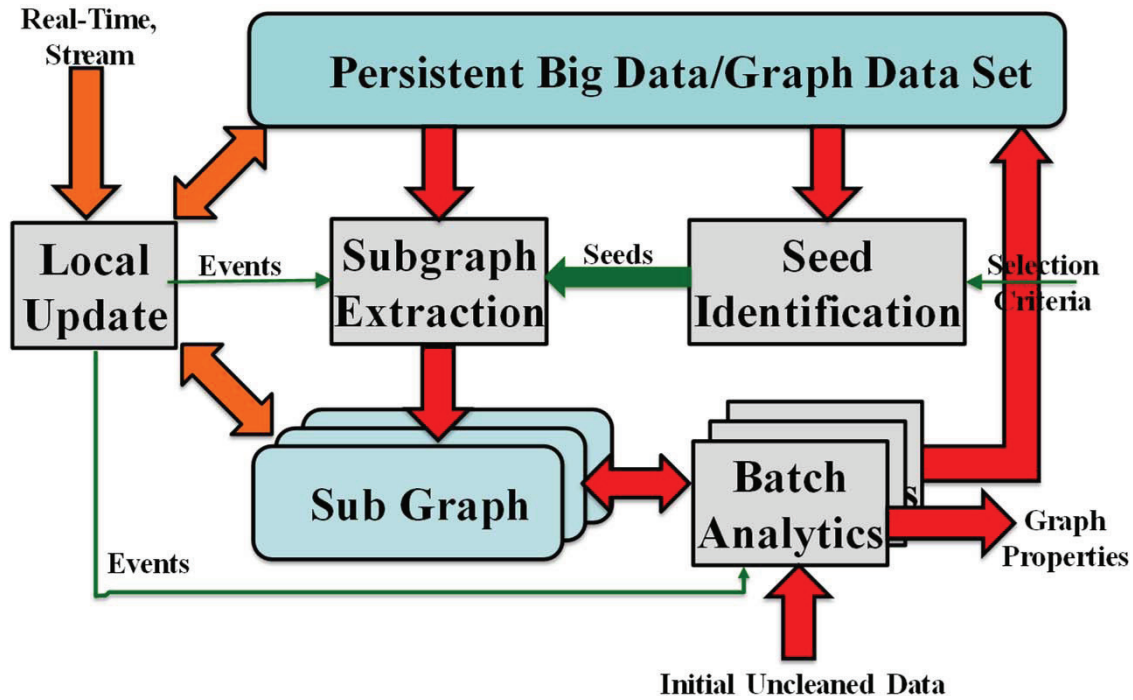 Real-Time,
Stream
Persistent Big Data/Graph Data Set
Local
Update
Events
Subgraph
Extraction
Seeds
Seed
Identification
Selection
Criteria
Sub Graph
Batch
Analytics
s
Graph
Properties
Events
Initial Uncleaned Data